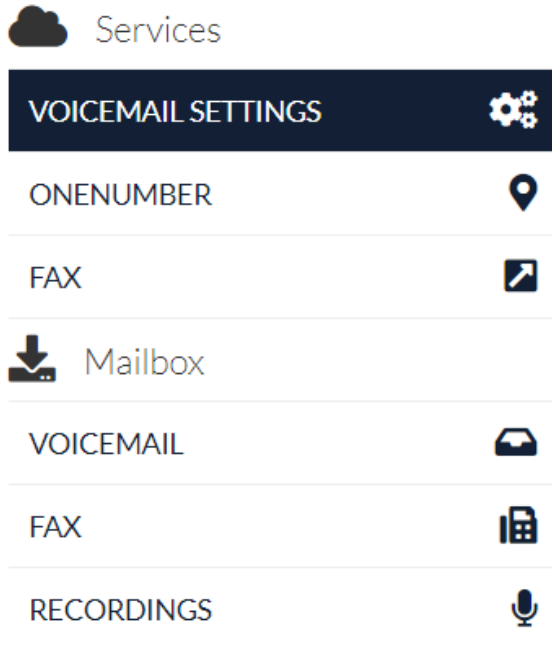 Services
VOICEMAIL SETTINGS
ONENUMBER
FAX
Mailbox
VOICEMAIL
FAX
RECORDINGS